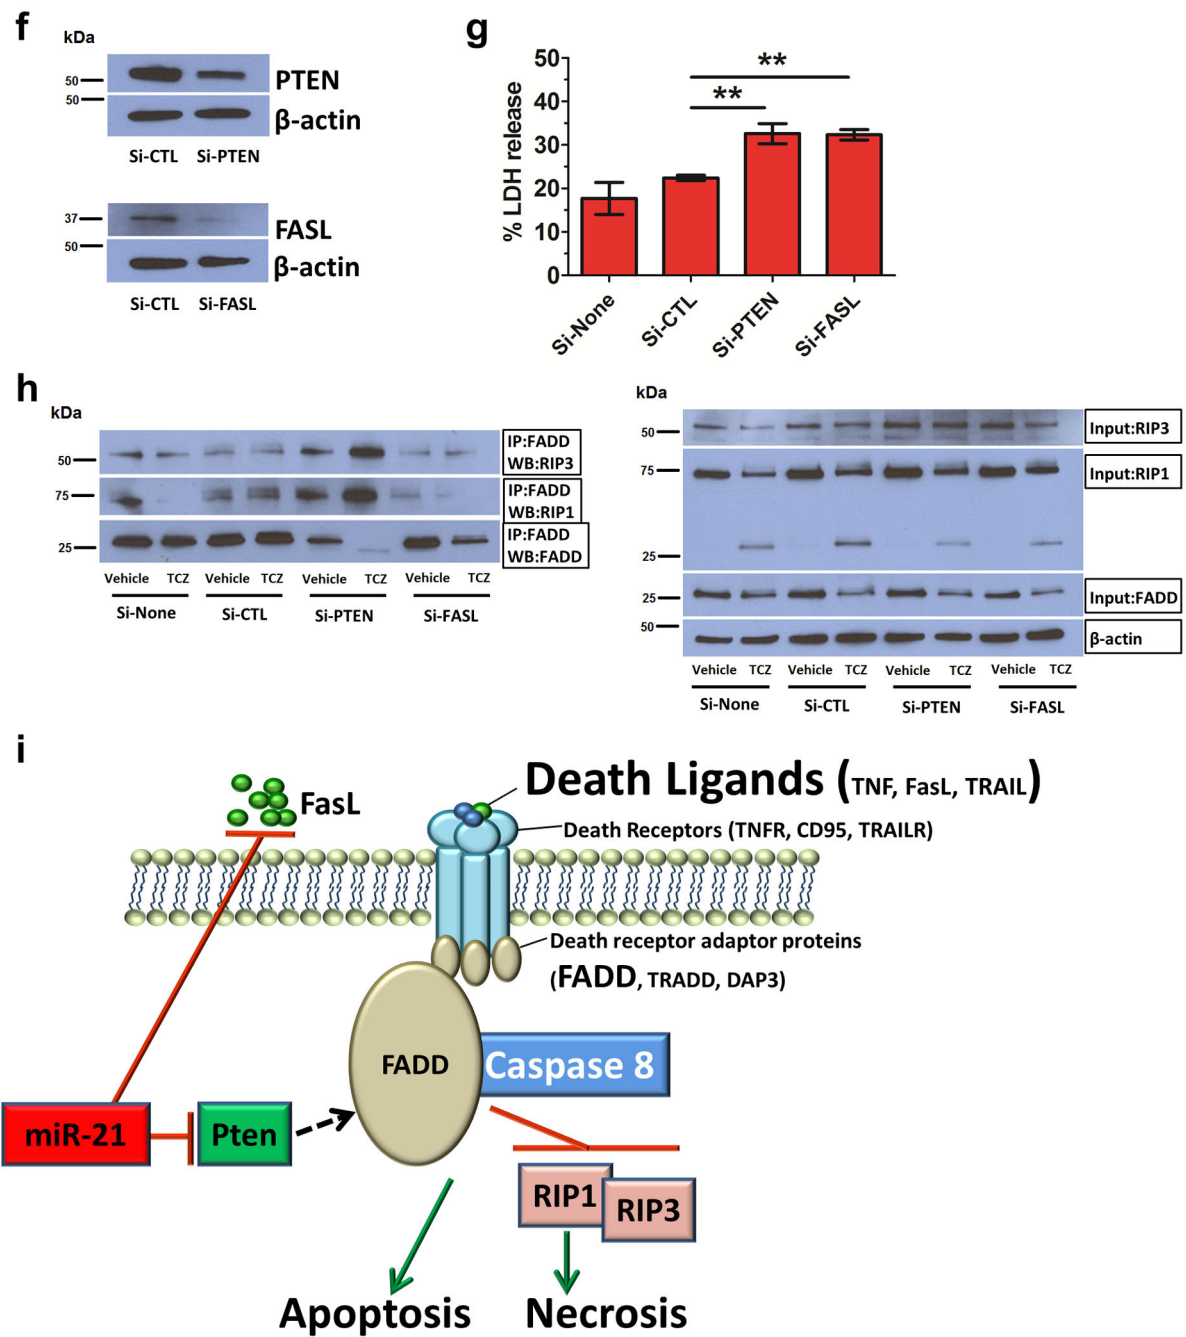 f
kDa
50
PTEN
50
β-actin
Si-CTL Si-PTEN
37
FASL
50
β-actin
Si-CTL Si-FASL
g
% LDH release
50
40
30
20
10
0
**
**
Si-None
Si-CTL
Si-PTEN
Si-FASL
h
kDa
50
IP:FADD
WB:RIP3
75
IP:FADD
WB:RIP1
25
IP:FADD
WB:FADD
Vehicle TCZ Vehicle TCZ Vehicle TCZ Vehicle TCZ
Si-None Si-CTL Si-PTEN Si-FASL
kDa
50
Input:RIP3
75
Input:RIP1
25
25
Input:FADD
50
β-actin
Vehicle TCZ Vehicle TCZ Vehicle TCZ Vehicle TCZ
Si-None Si-CTL Si-PTEN Si-FASL
i
FasL
Death Ligands (TNF, FasL, TRAIL)
Death Receptors (TNFR, CD95, TRAILR)
Death receptor adaptor proteins
(FADD, TRADD, DAP3)
FADD
Caspase 8
miR-21
Pten
RIP1
RIP3
Apoptosis
Necrosis